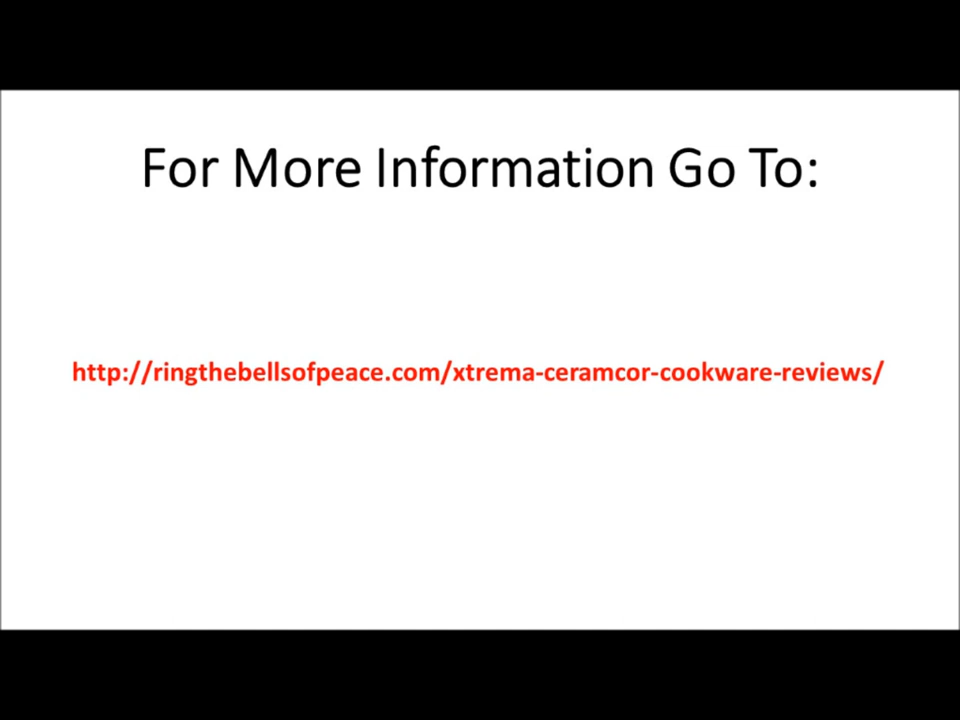 For More Information Go To:
http://ringthebellsofpeace.com/xtrema-ceramcor-cookware-reviews/